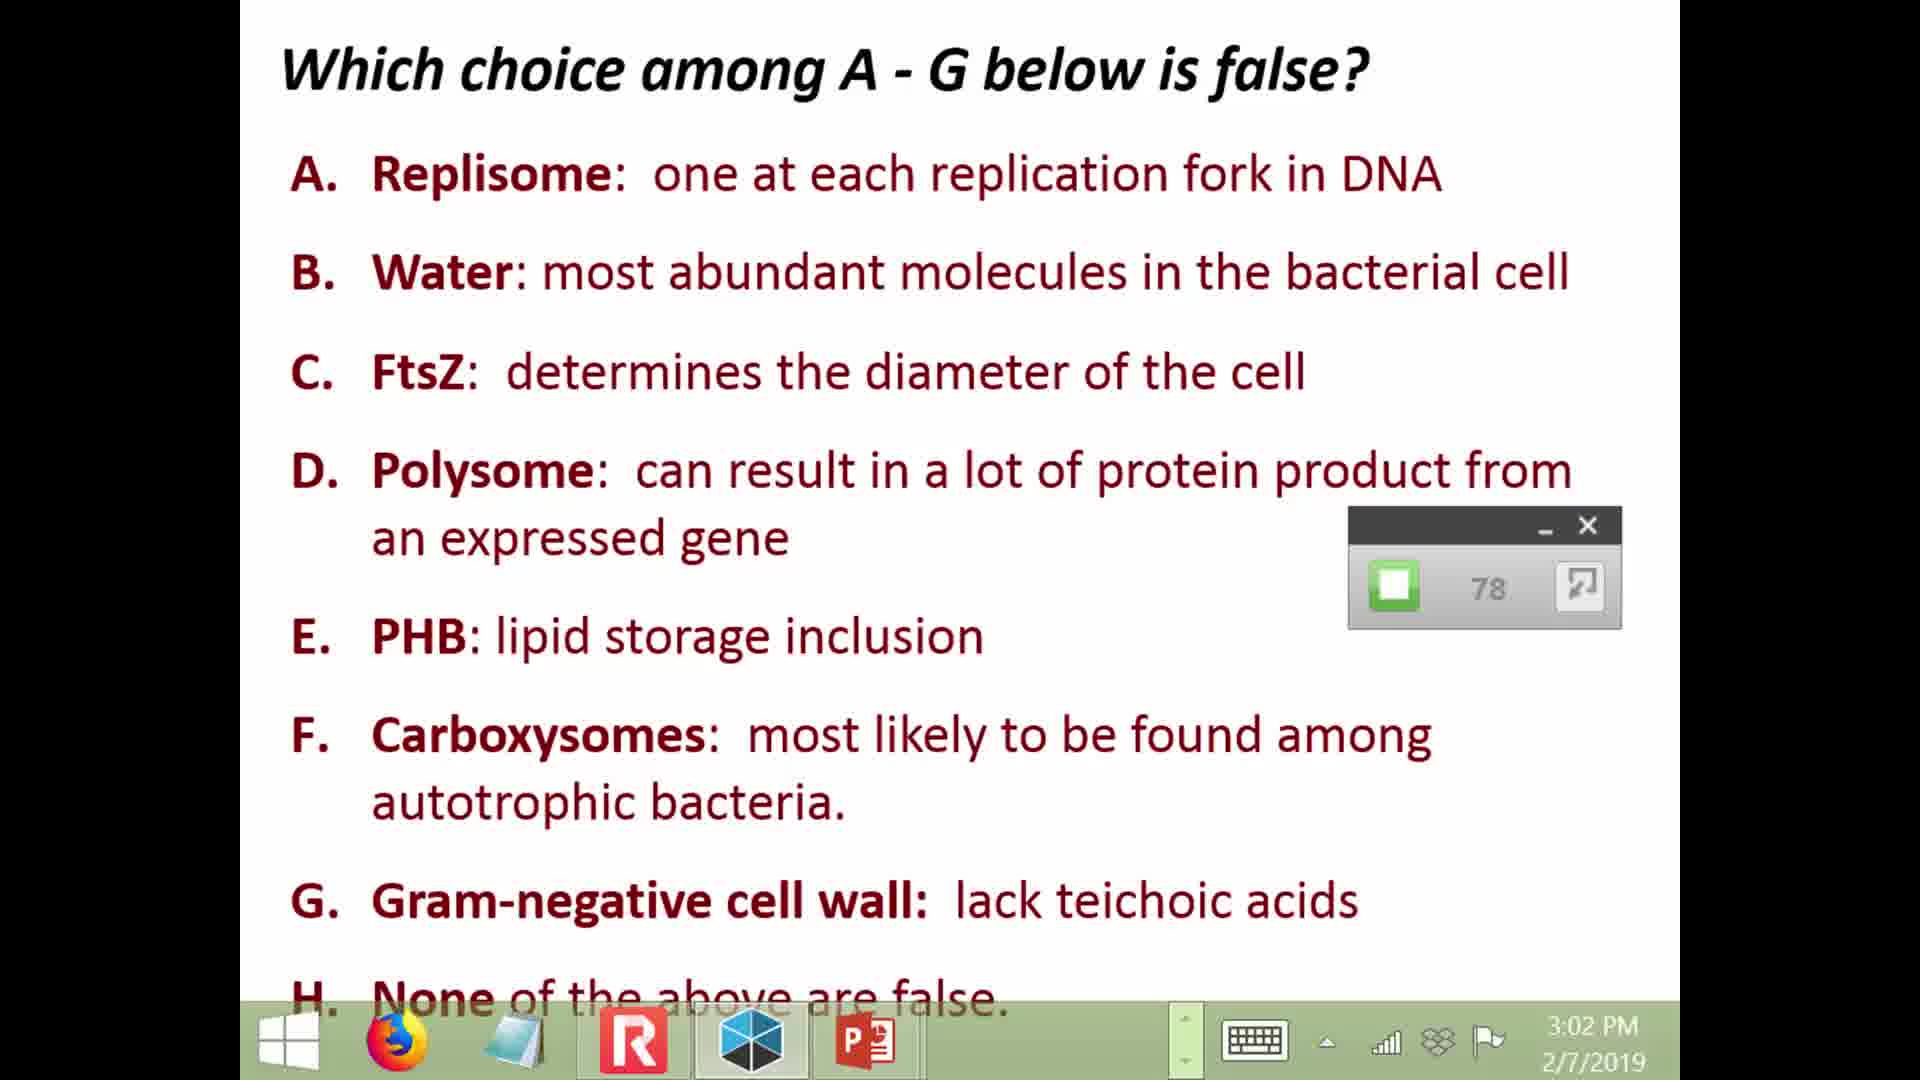 Which choice among A - G below is false?
A. Replisome: one at each replication fork in DNA
B. Water: most abundant molecules in the bacterial cell
C. FtsZ: determines the diameter of the cell
D. Polysome: can result in a lot of protein product from
an expressed gene
78
E. PHB: lipid storage inclusion
F. Carboxysomes: most likely to be found among
autotrophic bacteria.
G. Gram-negative cell wall: lack teichoic acids
H. None of the above are false.
R
P
3:02 PM
2/7/2019